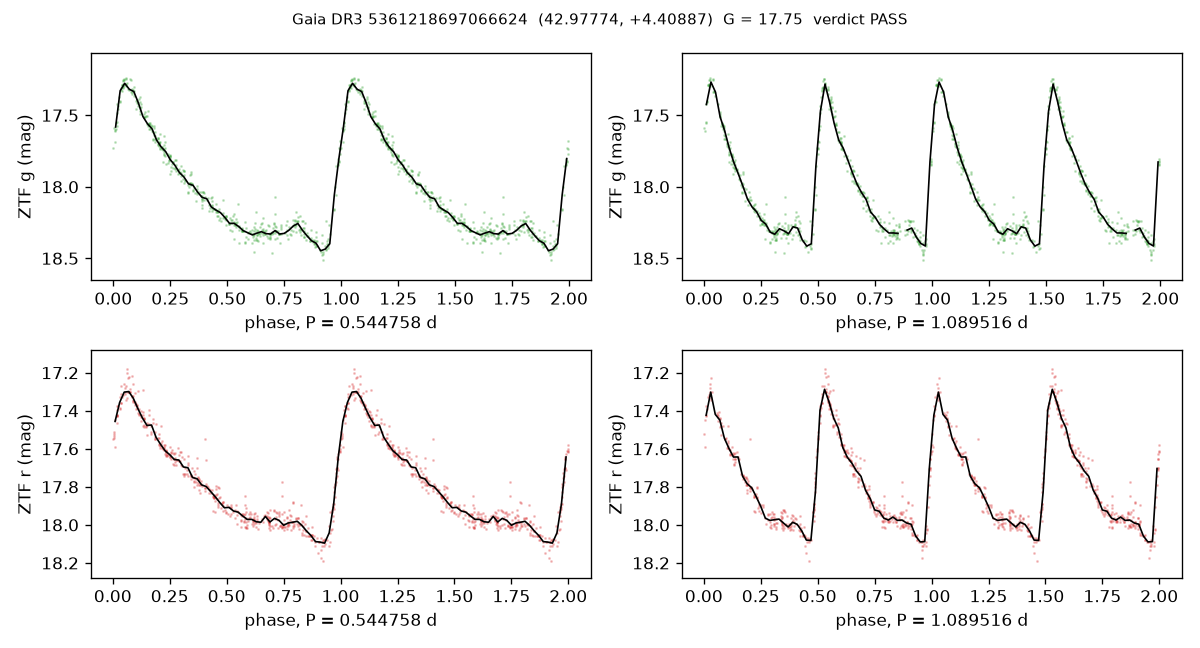 Gaia DR3 5361218697066624 (42.97774, +4.40887) G = 17.75 verdict PASS
ZTF g (mag)
17.5
18.0
18.5
0.00 0.25 0.50 0.75 1.00 1.25 1.50 1.75 2.00
phase, P = 0.544758 d
ZTF g (mag)
17.5
18.0
18.5
0.00 0.25 0.50 0.75 1.00 1.25 1.50 1.75 2.00
phase, P = 1.089516 d
ZTF r (mag)
17.2
17.4
17.6
17.8
18.0
18.2
0.00 0.25 0.50 0.75 1.00 1.25 1.50 1.75 2.00
phase, P = 0.544758 d
ZTF r (mag)
17.2
17.4
17.6
17.8
18.0
18.2
0.00 0.25 0.50 0.75 1.00 1.25 1.50 1.75 2.00
phase, P = 1.089516 d